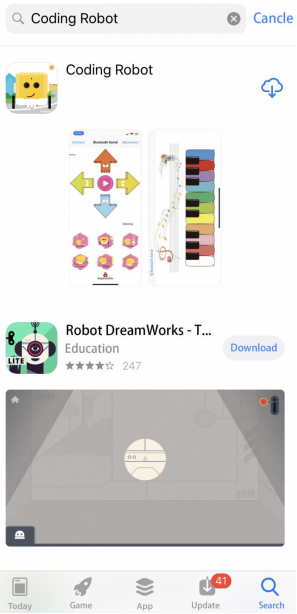 Coding Robot
Cancle
Coding Robot
Bluetooth Serial
Robot DreamWorks - T...
LITE
Education
Download
247
41
Today
Game
App
Update
Search